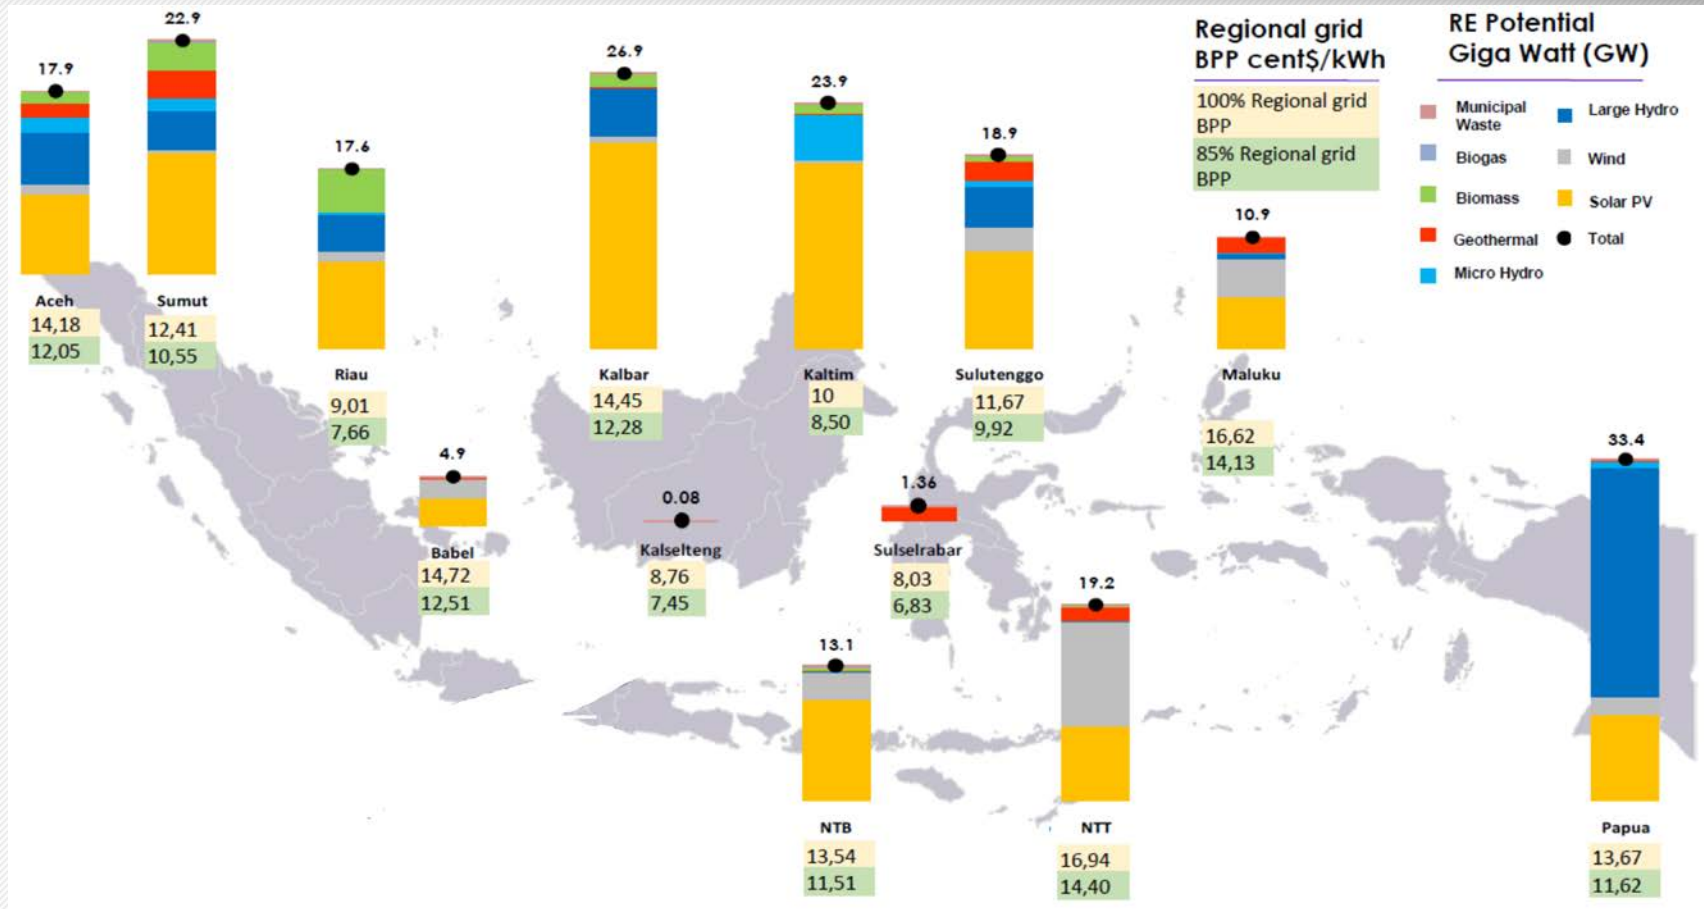 22.9
17.9
Aceh
14,18
12,05
Sumut
12,41
10,55
17.6
Riau
9,01
7,66
26.9
Kalbar
14,45
12,28
23.9
Kaltim
10
8,50
18.9
Sulutenggo
11,67
9,92
Regional grid
BPP cent$/kWh
100% Regional grid
BPP
85% Regional grid
BPP
RE Potential
Giga Watt (GW)
Municipal
Waste
Biogas
Biomass
Geothermal
Micro Hydro
Large Hydro
Wind
Solar PV
Total
10.9
Maluku
16,62
14,13
4.9
Babel
14,72
12,51
0.08
Kalselteng
8,76
7,45
1.36
Sulselrabar
8,03
6,83
13.1
NTB
13,54
11,51
19.2
NTT
16,94
14,40
33.4
Papua
13,67
11,62